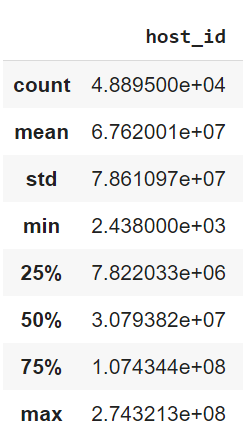 host_id
count 4.889500e+04
mean 6.762001e+07
std 7.861097e+07
min 2.438000e+03
25% 7.822033e+06
50% 3.079382e+07
75% 1.074344e+08
max 2.743213e+08